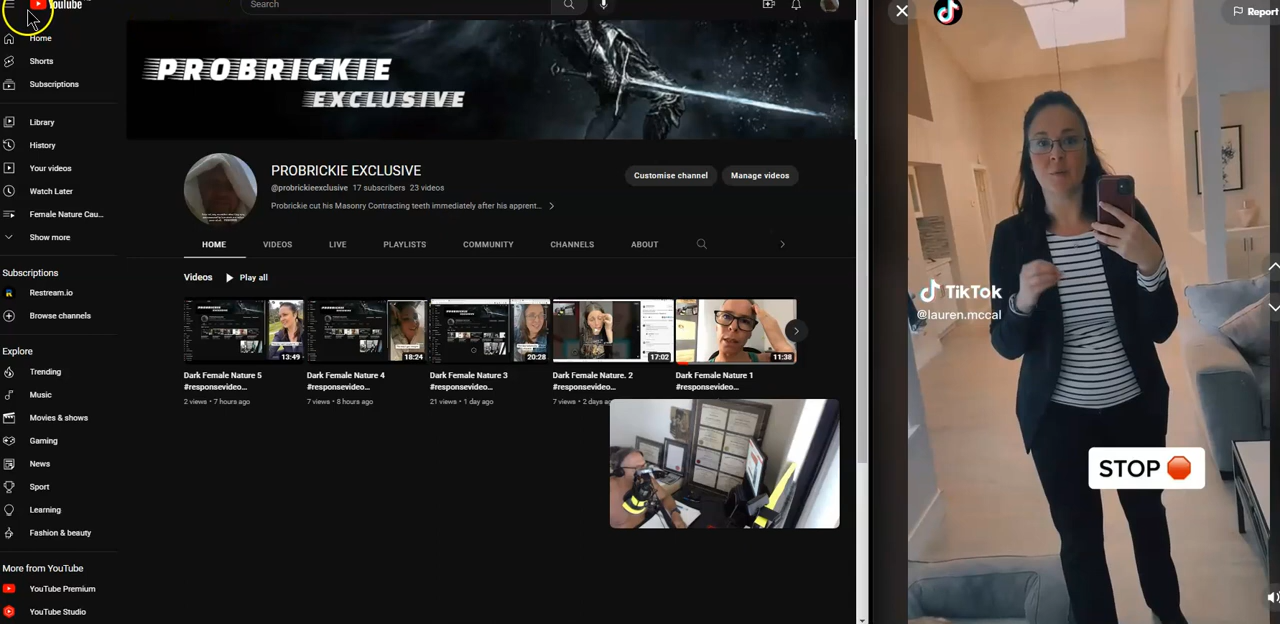 YouTube
Search
Home
Shorts
Subscriptions
Library
History
Your videos
Watch Later
Female Nature Cau...
Show more
Subscriptions
Restream.io
Browse channels
Explore
Trending
Music
Movies & shows
Gaming
News
Sport
Learning
Fashion & beauty
More from YouTube
YouTube Premium
YouTube Studio
PROBRICKIE
EXCLUSIVE
PROBRICKIE EXCLUSIVE
@probrickieexclusive 17 subscribers 23 videos
Probrickie cut his Masonry Contracting teeth immediately after his apprent...
Customise channel
Manage videos
HOME VIDEOS LIVE PLAYLISTS COMMUNITY CHANNELS ABOUT
Videos Play all
13:49
18:24
20:28
17:02
11:38
Dark Female Nature 5
#responsevideo...
2 views • 7 hours ago
Dark Female Nature 4
#responsevideo...
7 views • 8 hours ago
Dark Female Nature 3
#responsevideo...
21 views • 1 day ago
Dark Female Nature. 2
#responsevideo...
7 views • 2 days
Dark Female Nature 1
#responsevideo...
Report
TikTok
@lauren.mccal
STOP